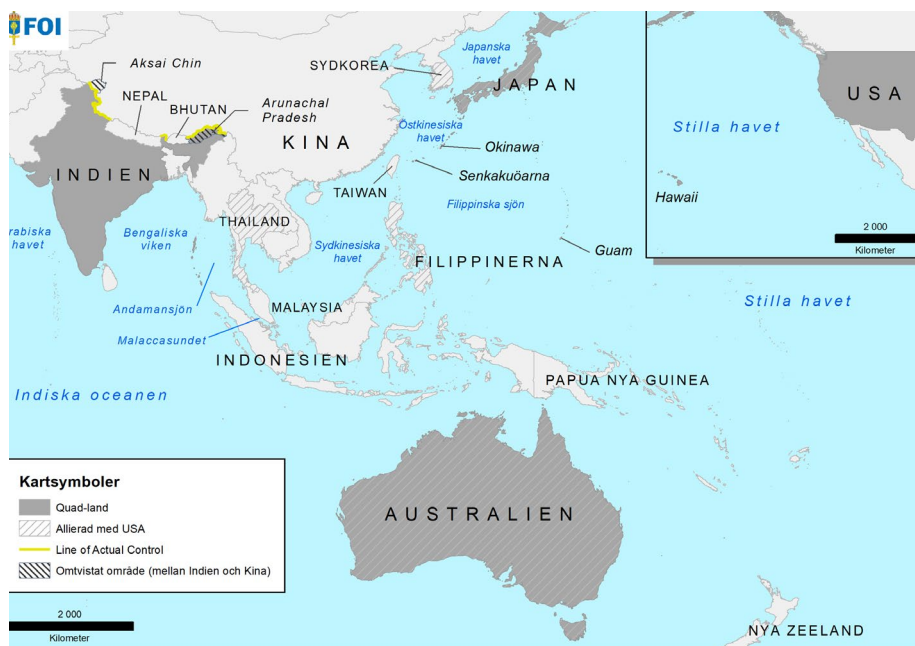 FOI
Aksai Chin
NEPAL
BHUTAN
Arunachal
Pradesh
KINA
SYDKOREA
Japanska
havet
JAPAN
Östkinesiska
havet
Okinawa
Senkakuöarna
TAIWAN
Filippinska sjön
INDIEN
rabiska
havet
Bengaliska
viken
THAILAND
Sydkinesiska
havet
FILIPPINERNA
Guam
Andamansjön
MALAYSIA
Malaccasundet
INDONESIEN
PAPUA NYA GUINEA
Indiska oceanen
Stilla havet
USA
Stilla havet
Hawaii
2 000
Kilometer
AUSTRALIEN
NYA ZEELAND
Kartsymboler
Quad-land
Allierad med USA
Line of Actual Control
Omtvistat område (mellan Indien och Kina)
2 000
Kilometer